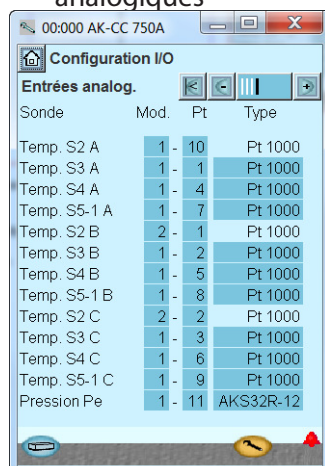 analogiques
00:000 AK-CC 750A
Configuration I/O
Entrées analog.
Sonde Mod. Pt Type
Temp. S2 A 1 - 10 Pt 1000
Temp. S3 A 1 - 1 Pt 1000
Temp. S4 A 1 - 4 Pt 1000
Temp. S5-1 A 1 - 7 Pt 1000
Temp. S2 B 2 - 1 Pt 1000
Temp. S3 B 1 - 2 Pt 1000
Temp. S4 B 1 - 5 Pt 1000
Temp. S5-1 B 1 - 8 Pt 1000
Temp. S2 C 2 - 2 Pt 1000
Temp. S3 C 1 - 3 Pt 1000
Temp. S4 C 1 - 6 Pt 1000
Temp. S5-1 C 1 - 9 Pt 1000
Pression Pe 1 - 11 AKS32R-12